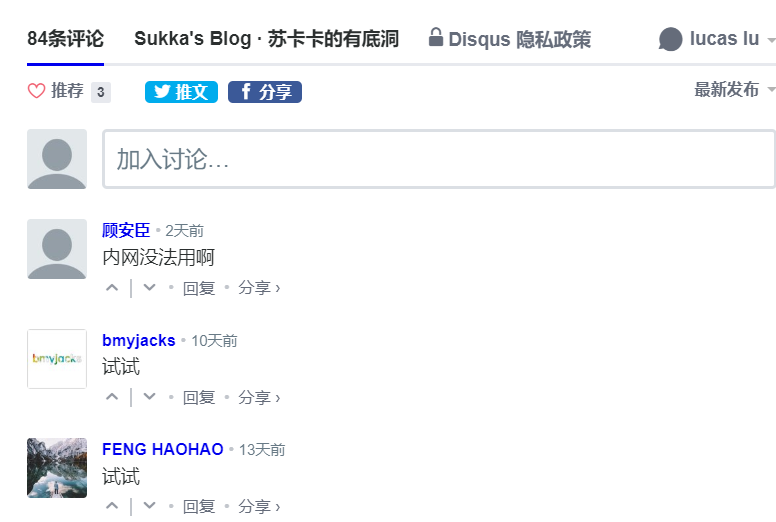 84条评论 Sukka's Blog · 苏卡卡的有底洞 Disqus 隐私政策 lucas lu
推荐 3 推文 分享 最新发布
加入讨论…
顾安臣 • 2天前
内网没法用啊
回复 • 分享 ›
bmyjacks
bmyjacks • 10天前
试试
回复 • 分享 ›
FENG HAOHAO • 13天前
试试
回复 • 分享 ›